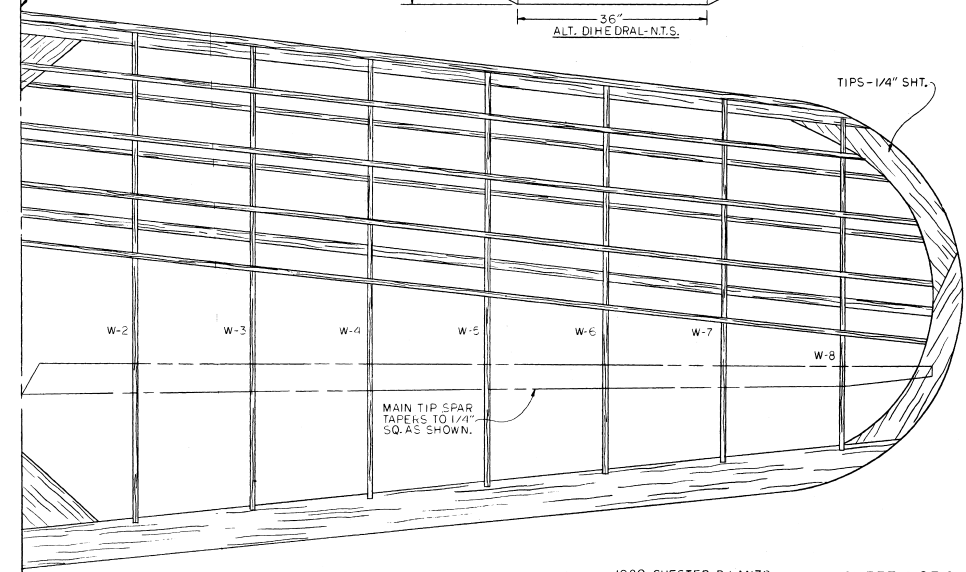 36"
ALT. DIHEDRAL-N.T.S.
TIPS-1/4" SHT.
W-2
W-3
W-4
W-5
W-6
W-7
W-8
MAIN TIP SPAR
TAPERS TO 1/4"
SQ. AS SHOWN.